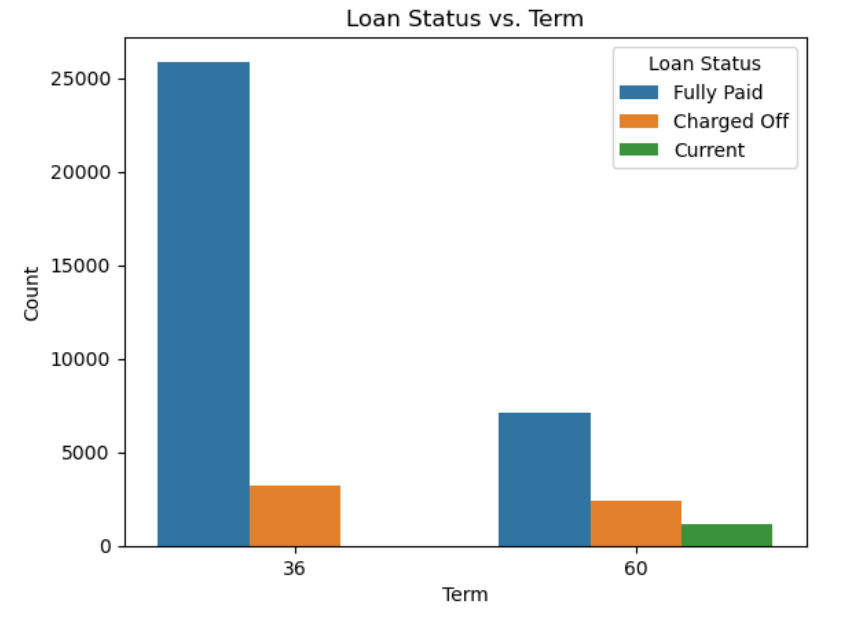 Loan Status vs. Term
Loan Status
Fully Paid
Charged Off
Current
25000
20000
15000
10000
5000
0
Count
36
60
Term